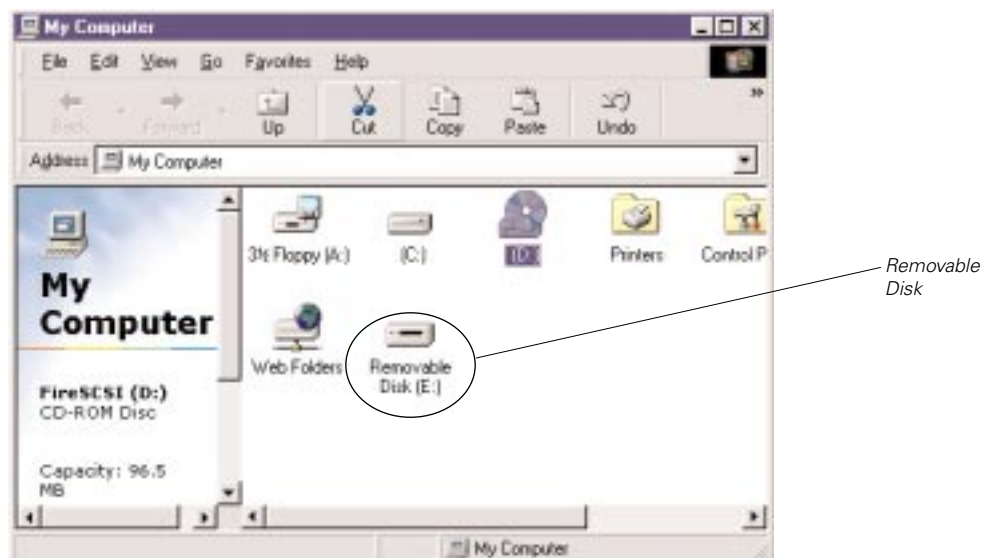 My Computer
File Edit View Go Favorites Help
Back Forward Up Cut Copy Paste Undo
Address My Computer
My
Computer
FireSCSI (D:)
CD-ROM Disc
Capacity: 96.5
MB
3½ Floppy (A:) (C:) (D:) Printers Control P
Web Folders Removable
Disk (E:)
Removable
Disk
My Computer